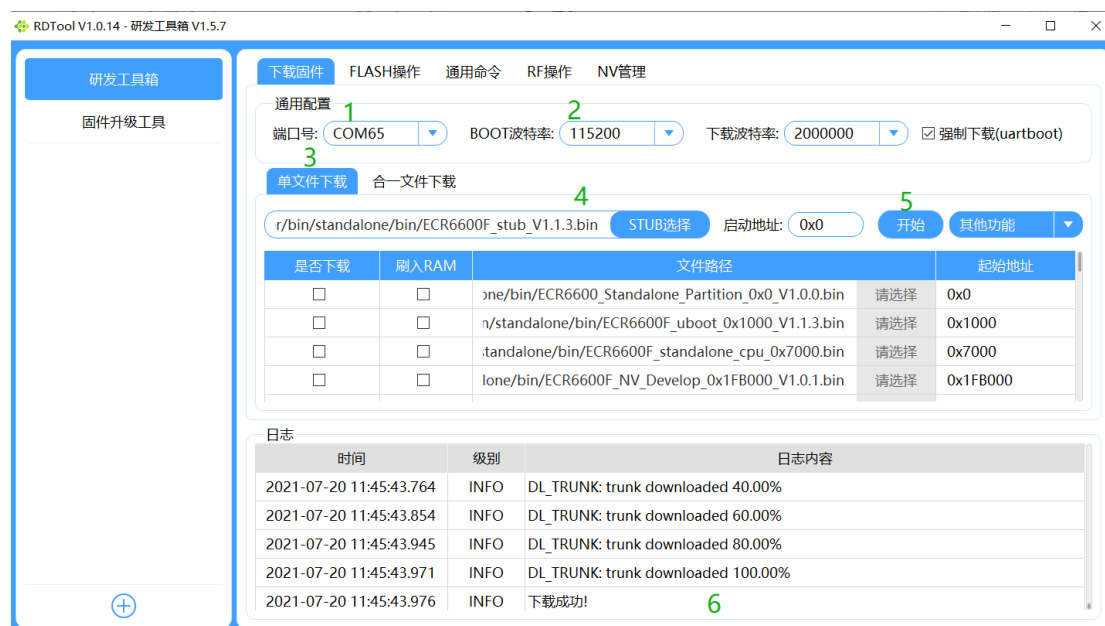 RDTool V1.0.14 - 研发工具箱 V1.5.7
研发工具箱
固件升级工具
下载固件 FLASH操作 通用命令 RF操作 NV管理
通用配置
1 2
端口号: COM65 BOOT波特率: 115200 下载波特率: 2000000 强制下载(uartboot)
3
单文件下载 合一文件下载
4 5
r/bin/standalone/bin/ECR6600F_stub_V1.1.3.bin STUB选择 启动地址: 0x0 开始 其他功能
是否下载 刷入RAM 文件路径 起始地址
one/bin/ECR6600_Standalone_Partition_0x0_V1.0.0.bin 请选择 0x0
n/standalone/bin/ECR6600F_uboot_0x1000_V1.1.3.bin 请选择 0x1000
:tandalone/bin/ECR6600F_standalone_cpu_0x7000.bin 请选择 0x7000
lone/bin/ECR6600F_NV_Develop_0x1FB000_V1.0.1.bin 请选择 0x1FB000
日志
时间 级别 日志内容
2021-07-20 11:45:43.764 INFO DL_TRUNK: trunk downloaded 40.00%
2021-07-20 11:45:43.854 INFO DL_TRUNK: trunk downloaded 60.00%
2021-07-20 11:45:43.945 INFO DL_TRUNK: trunk downloaded 80.00%
2021-07-20 11:45:43.971 INFO DL_TRUNK: trunk downloaded 100.00%
2021-07-20 11:45:43.976 INFO 下载成功! 6